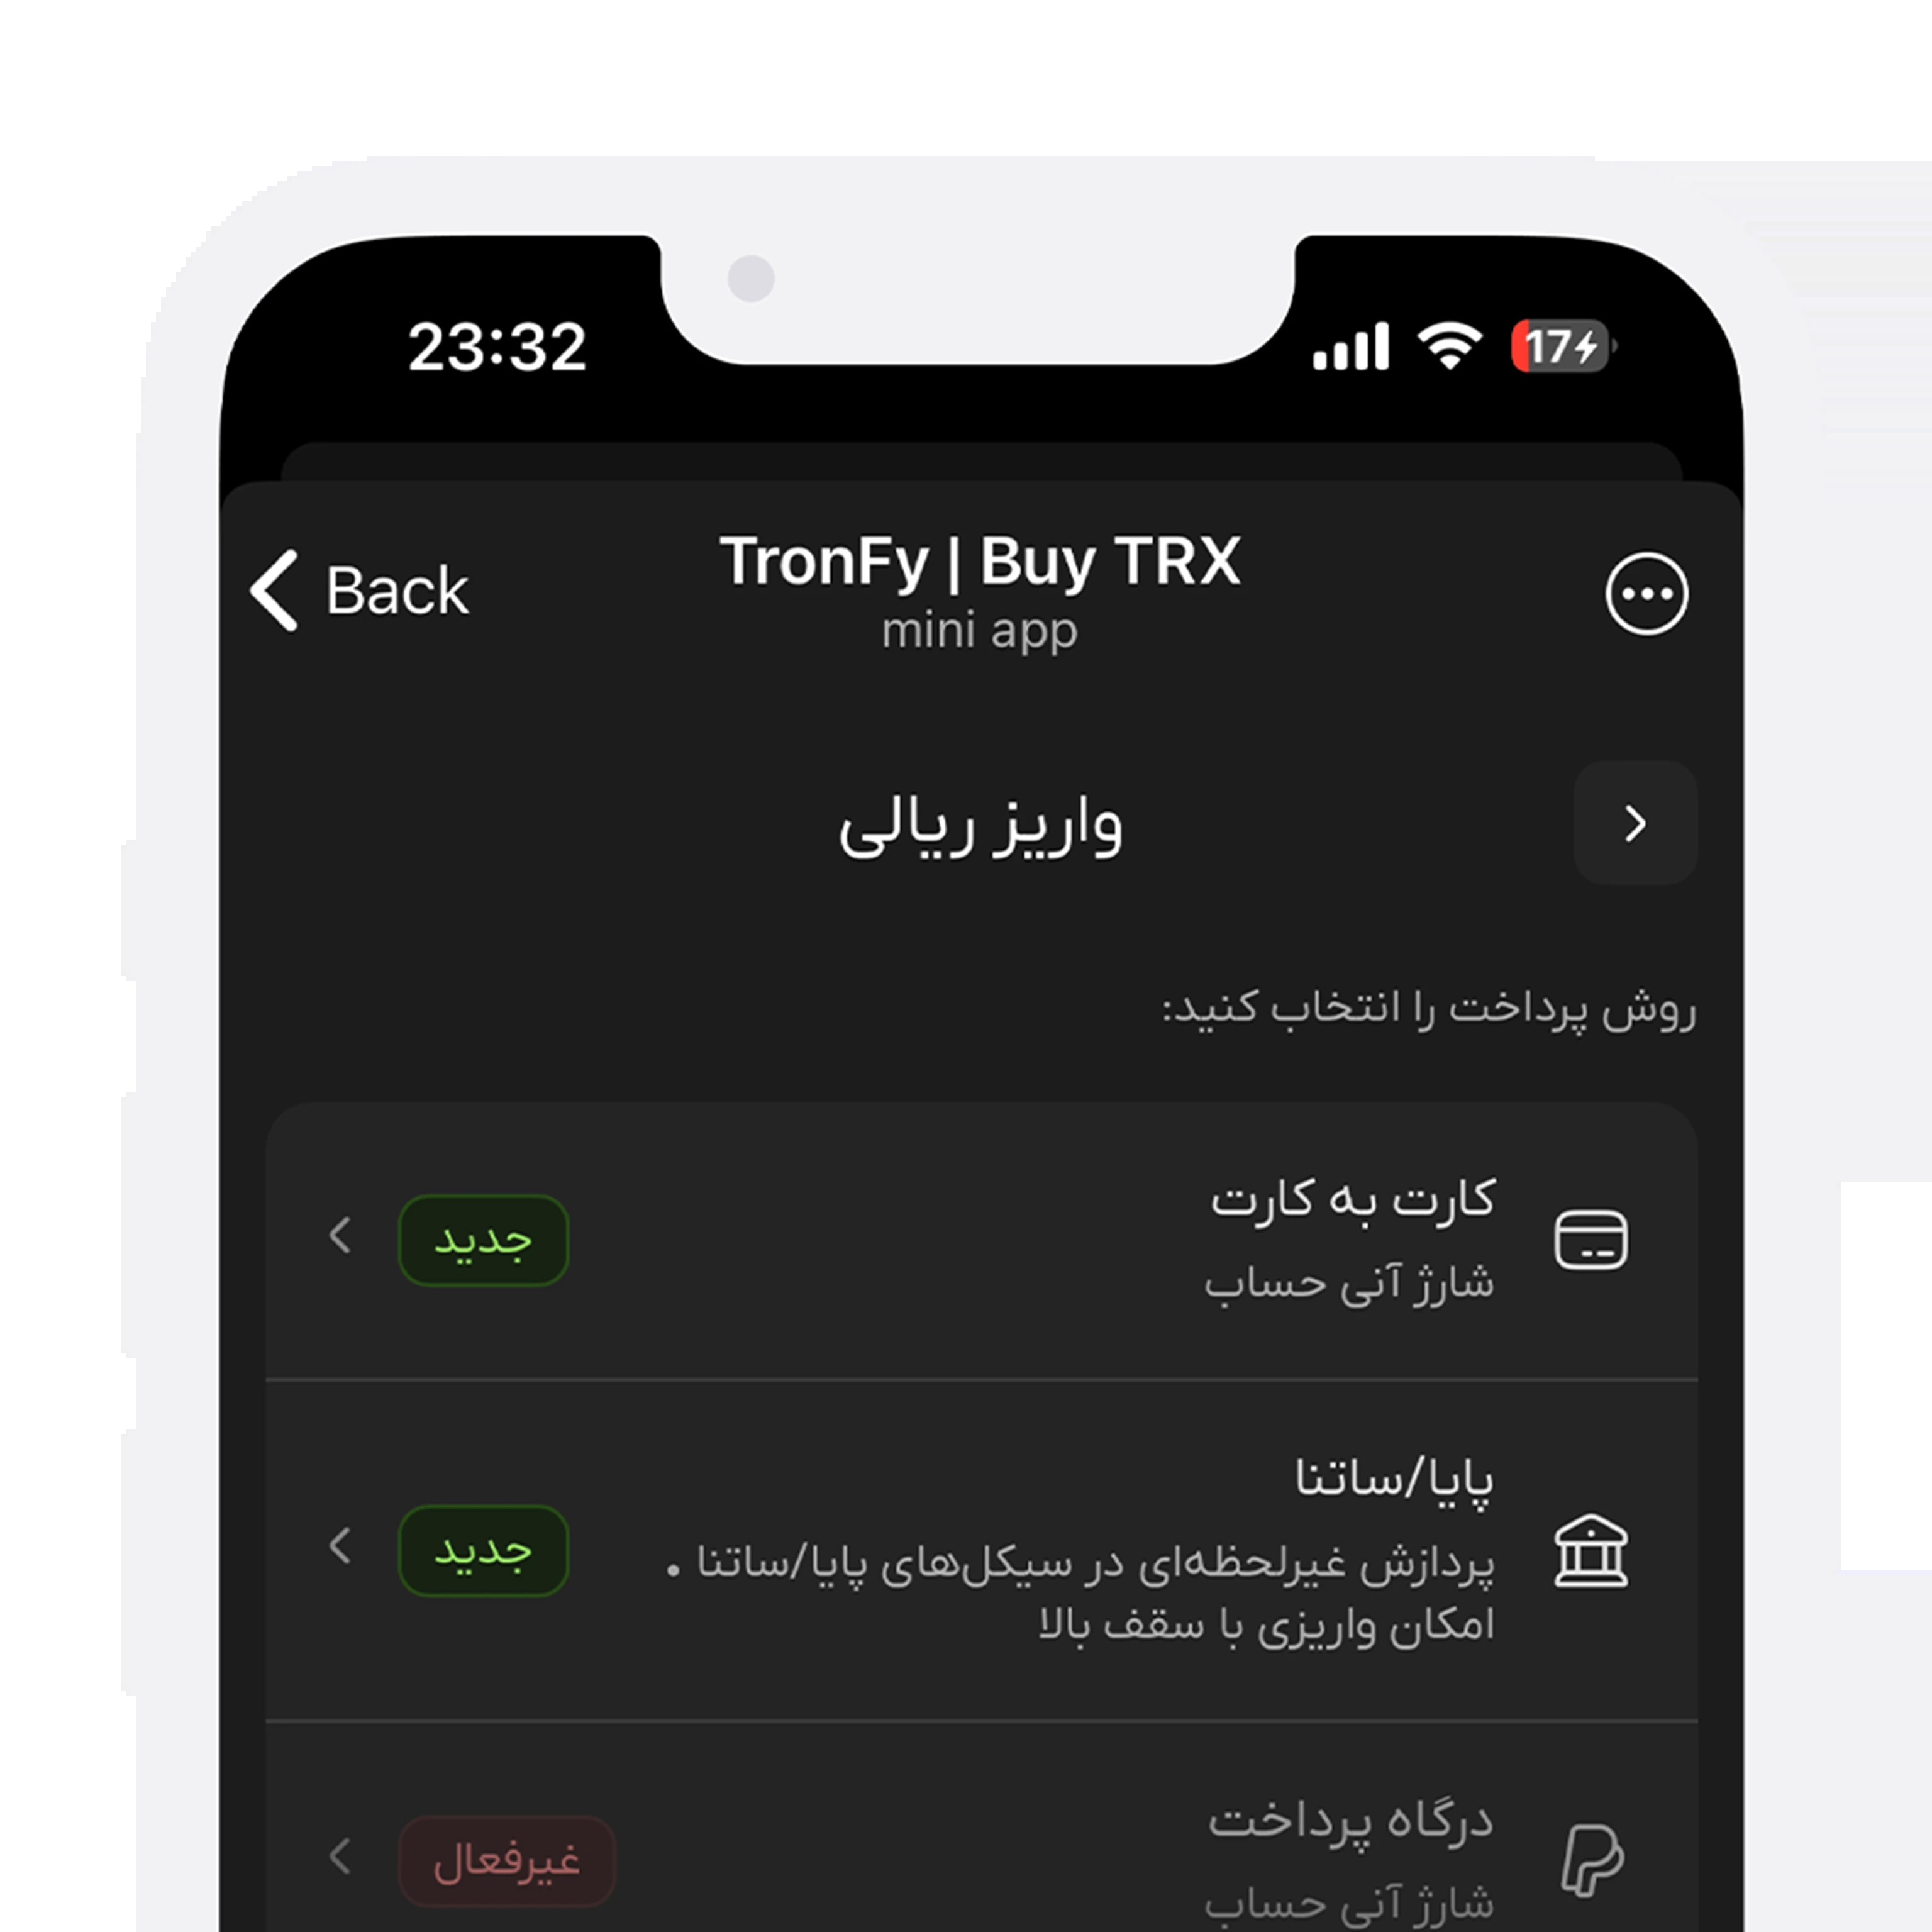 23:32
17
Back
TronFy | Buy TRX
mini app
واریز ریالی
روش پرداخت را انتخاب کنید:
کارت به کارت
شارژ آنی حساب
جدید
پایا/ساتنا
پردازش غیرلحظه‌ای در سیکل‌های پایا/ساتنا •
امکان واریزی با سقف بالا
جدید
درگاه پرداخت
شارژ آنی حساب
غیرفعال